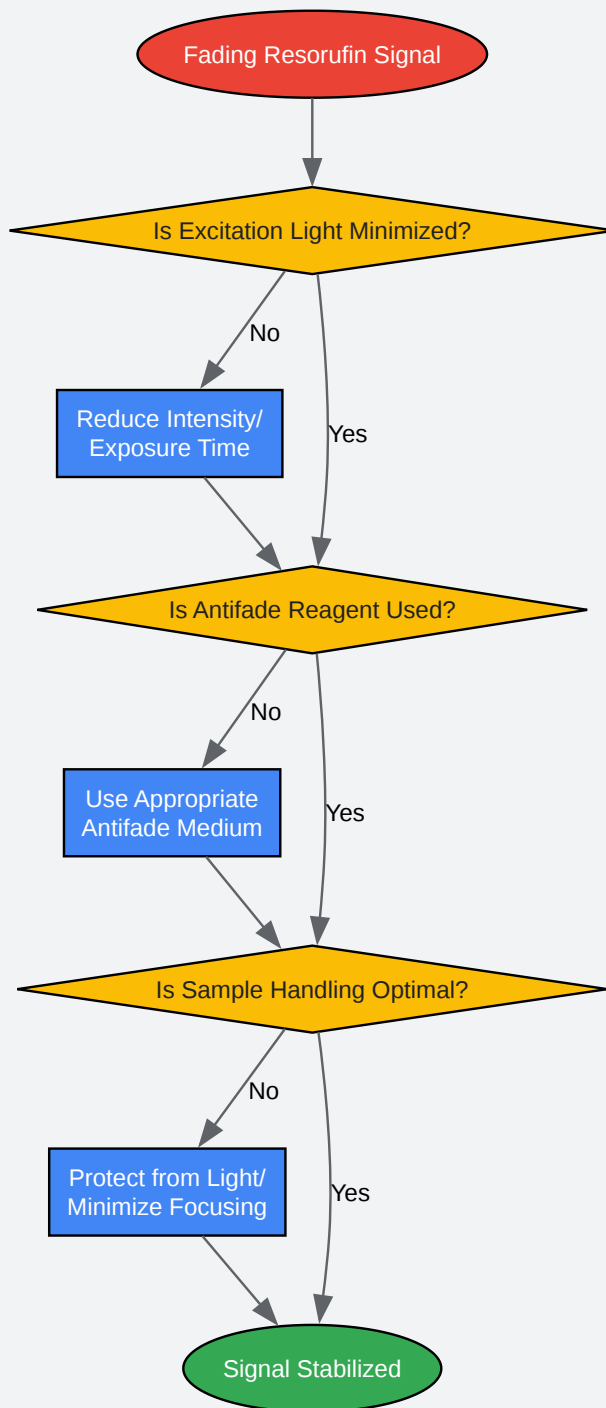 Fading Resorufin Signal
Is Excitation Light Minimized?
No
Reduce Intensity/
Exposure Time
Yes
Is Antifade Reagent Used?
No
Use Appropriate
Antifade Medium
Yes
Is Sample Handling Optimal?
No
Protect from Light/
Minimize Focusing
Yes
Signal Stabilized